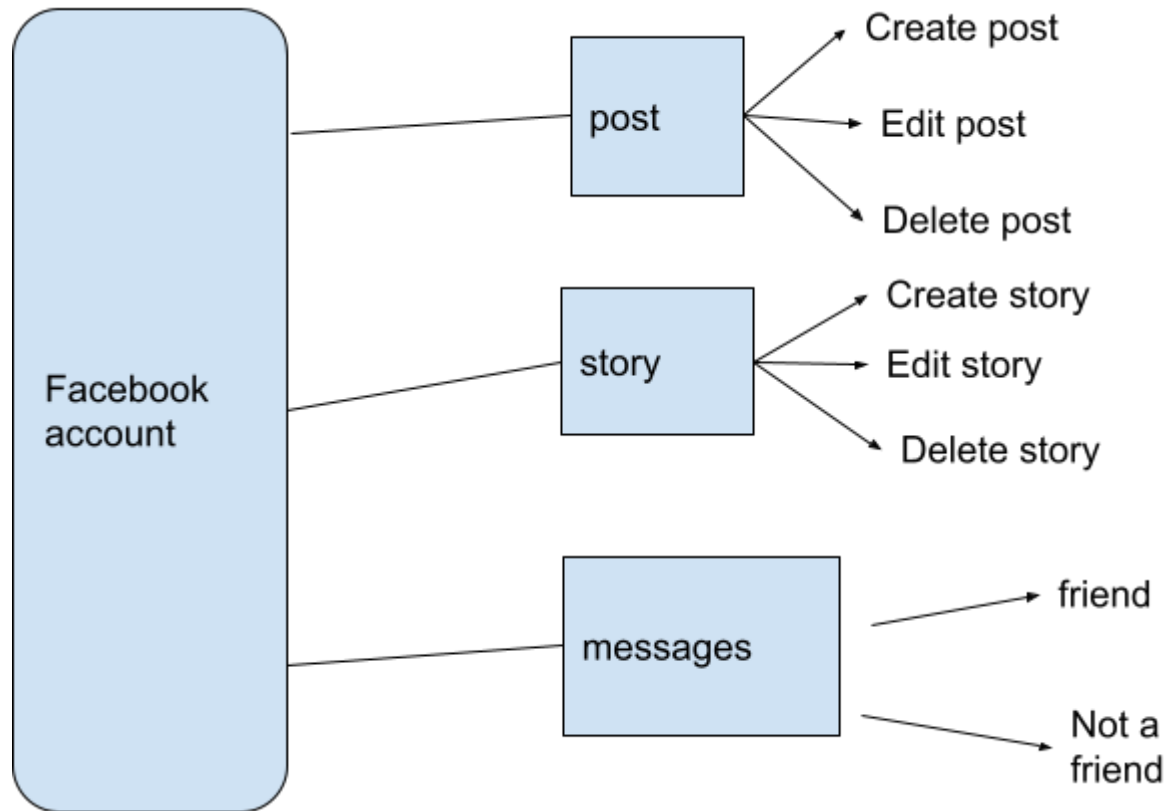 Facebook
account
post
Create post
Edit post
Delete post
story
Create story
Edit story
Delete story
messages
friend
Not a
friend